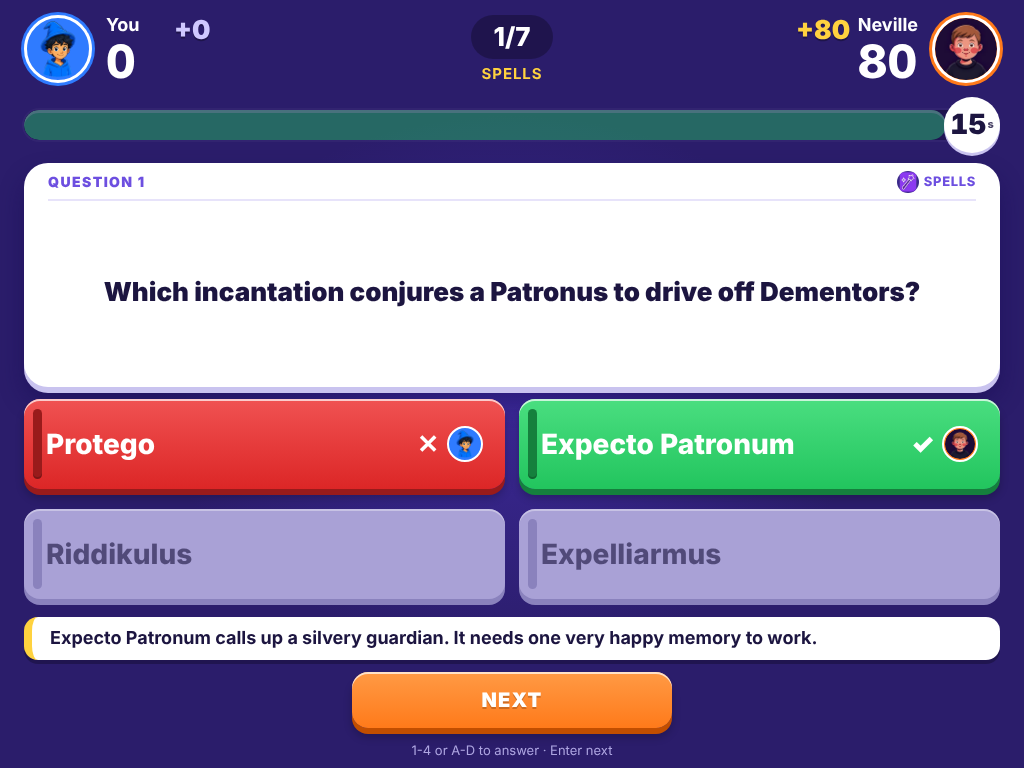 You
+0
0
1/7
SPELLS
+80
Neville
80
15s
QUESTION 1
SPELLS
Which incantation conjures a Patronus to drive off Dementors?
Protego
Expecto Patronum
Riddikulus
Expelliarmus
Expecto Patronum calls up a silvery guardian. It needs one very happy memory to work.
NEXT
1-4 or A-D to answer · Enter next